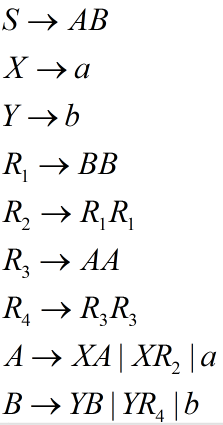 S → AB
X → a
Y → b
R₁ → BB
R₂ → R₁R₁
R₃ → AA
R₄ → R₃R₃
A → XA | XR₂ | a
B → YB | YR₄ | b